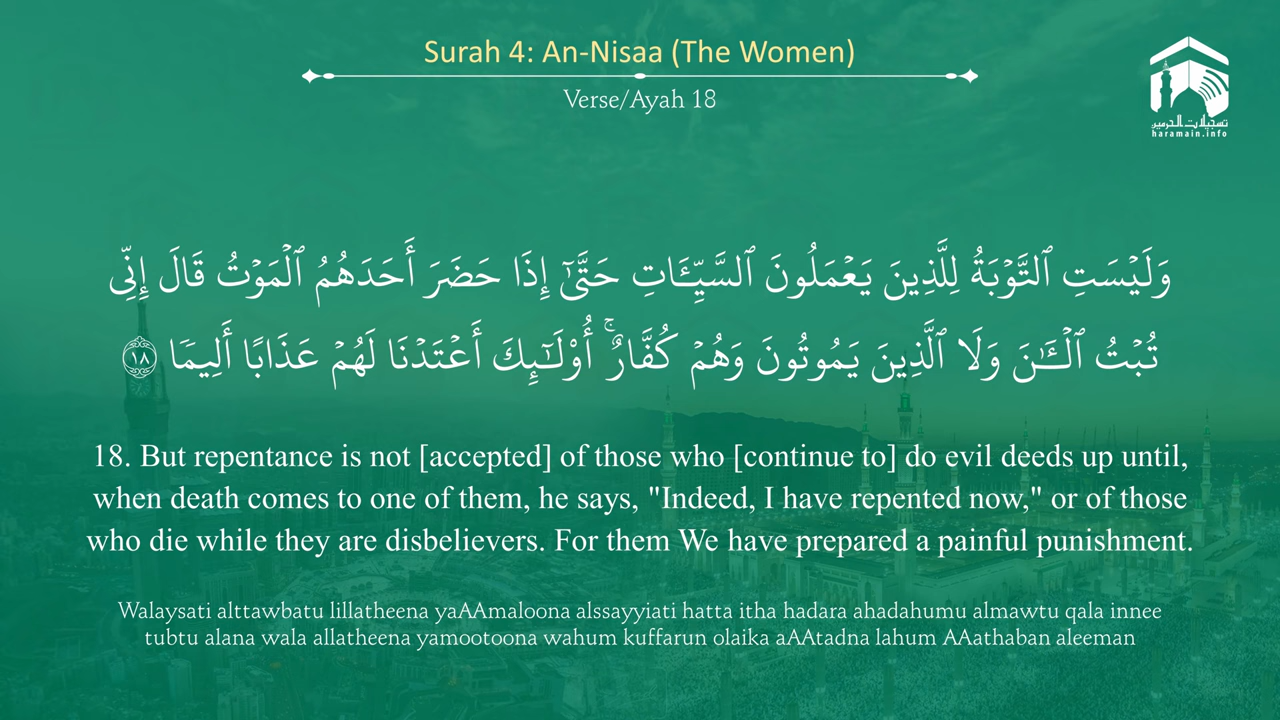 Surah 4: An-Nisaa (The Women)
Verse/Ayah 18
تسجيلات الحرمين
haramain.info
وَلَيْسَتِ ٱلتَّوْبَةُ لِلَّذِينَ يَعْمَلُونَ ٱلسَّيِّـَٔاتِ حَتَّىٰٓ إِذَا حَضَرَ أَحَدَهُمُ ٱلْمَوْتُ قَالَ إِنِّى
تُبْتُ ٱلْـَٰٔنَ وَلَا ٱلَّذِينَ يَمُوتُونَ وَهُمْ كُفَّارٌ ۚ أُو۟لَـٰٓئِكَ أَعْتَدْنَا لَهُمْ عَذَابًا أَلِيمًا ١٨
18. But repentance is not [accepted] of those who [continue to] do evil deeds up until,
when death comes to one of them, he says, "Indeed, I have repented now," or of those
who die while they are disbelievers. For them We have prepared a painful punishment.
Walaysati alttawbatu lillatheena yaAAmaloona alssayyiati hatta itha hadara ahadahumu almawtu qala innee
tubtu alana wala allatheena yamootoona wahum kuffarun olaika aAAtadna lahum AAathaban aleeman